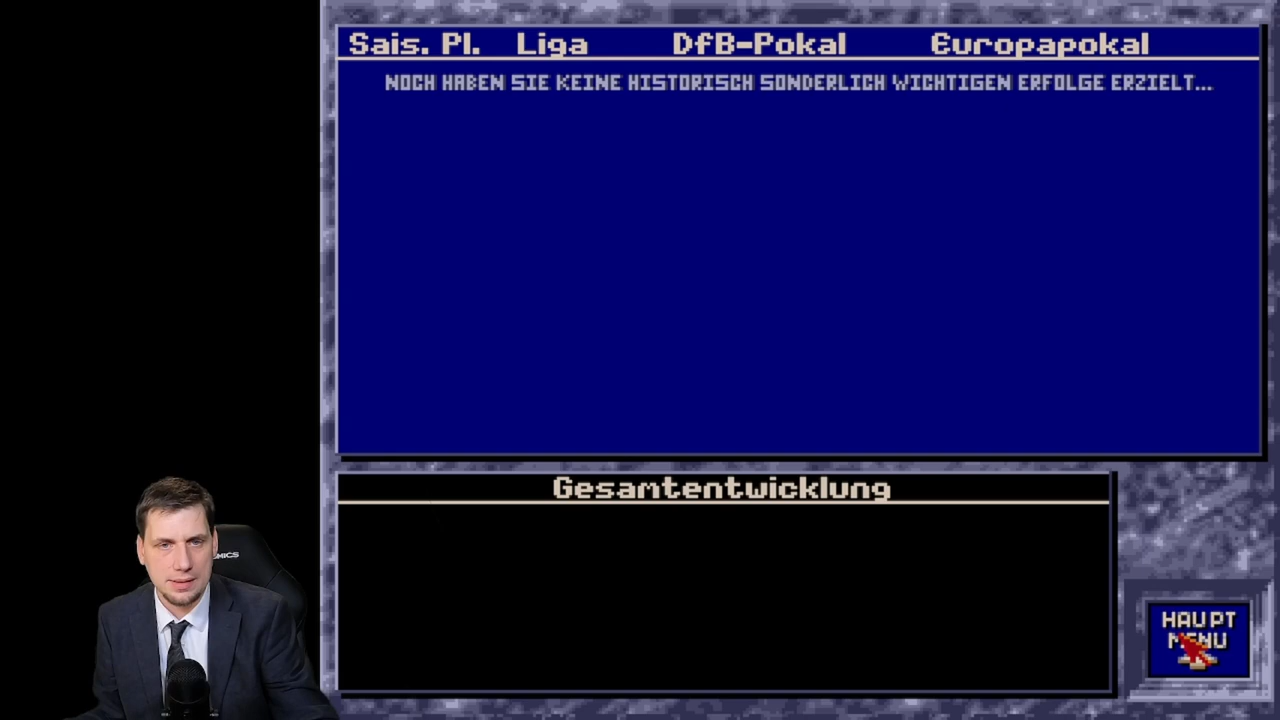 Sais. Pl. Liga DfB-Pokal Europapokal
NOCH HABEN SIE KEINE HISTORISCH SONDERLICH WICHTIGEN ERFOLGE ERZIELT...
Gesamtentwicklung
HAUPT
MENU